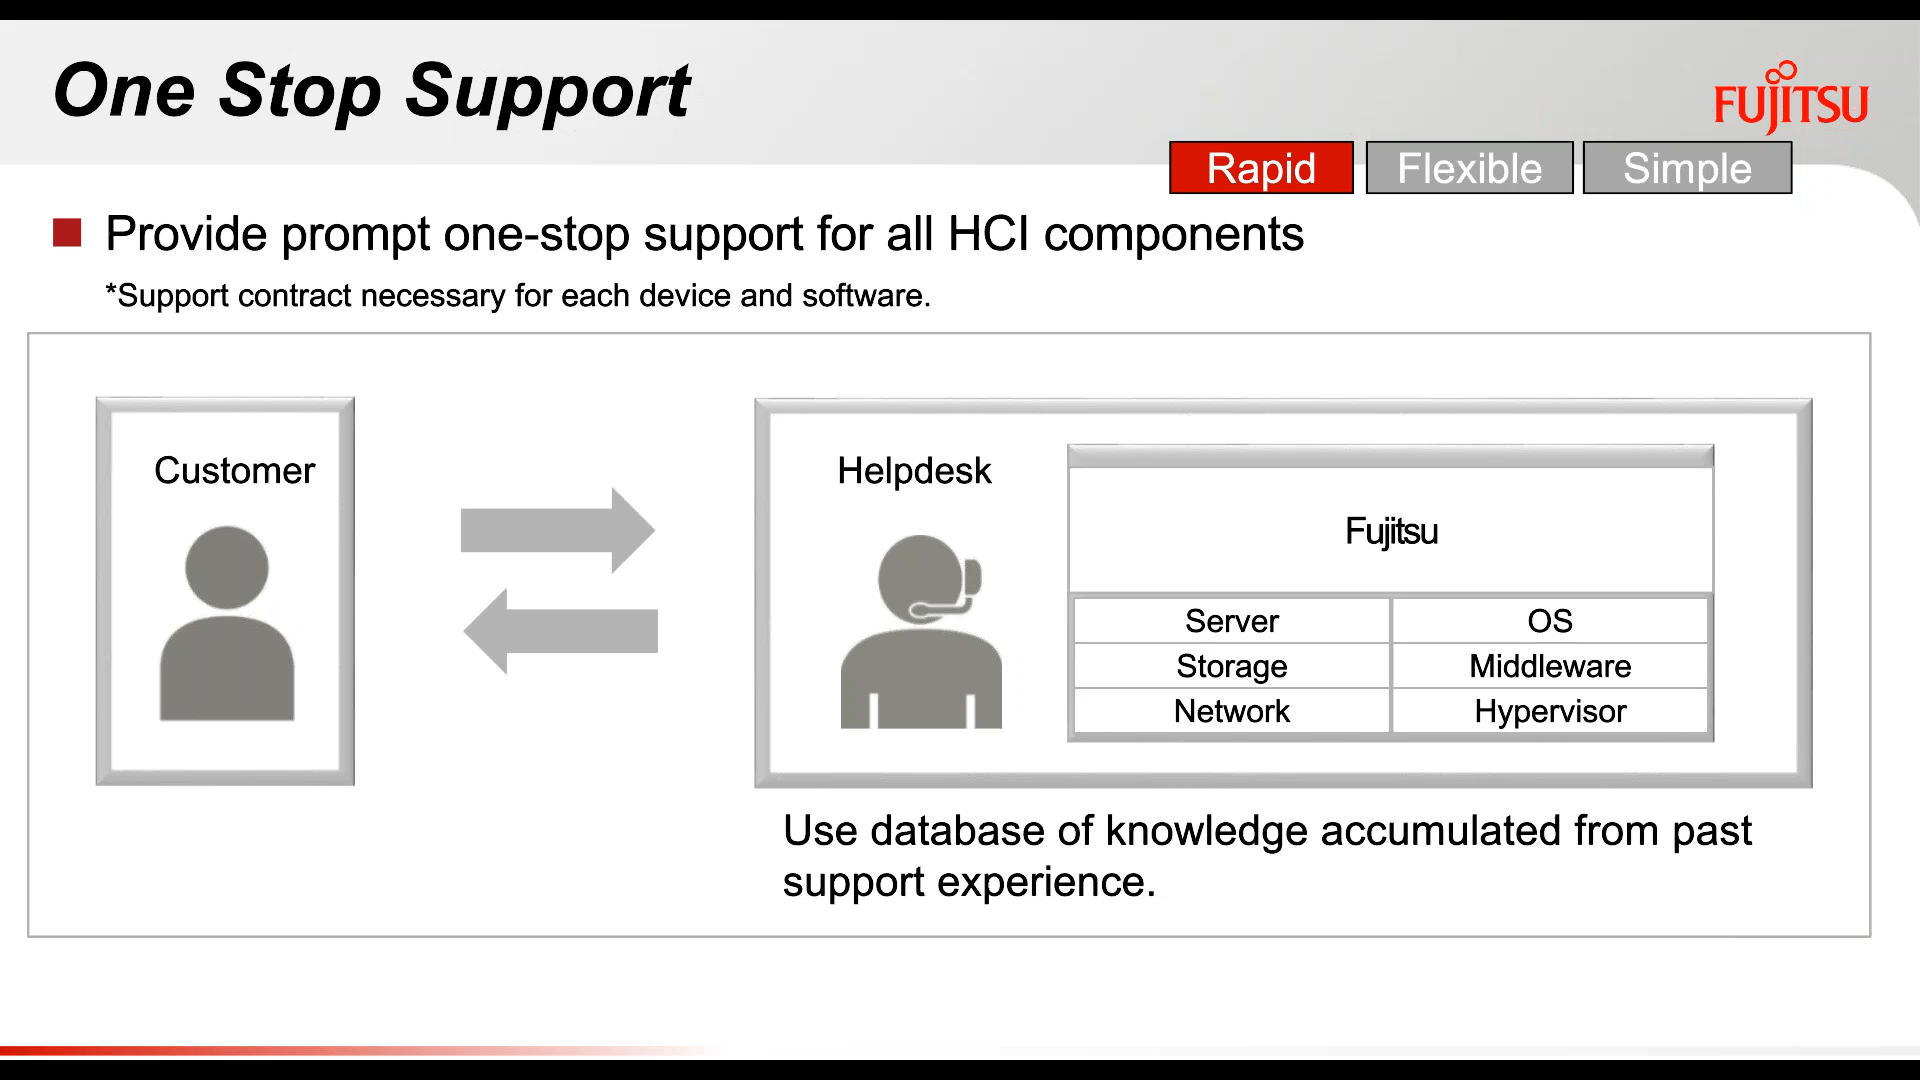 One Stop Support
FUJITSU
Rapid
Flexible
Simple
Provide prompt one-stop support for all HCI components
*Support contract necessary for each device and software.
Customer
Helpdesk
Fujitsu
Server
OS
Storage
Middleware
Network
Hypervisor
Use database of knowledge accumulated from past
support experience.